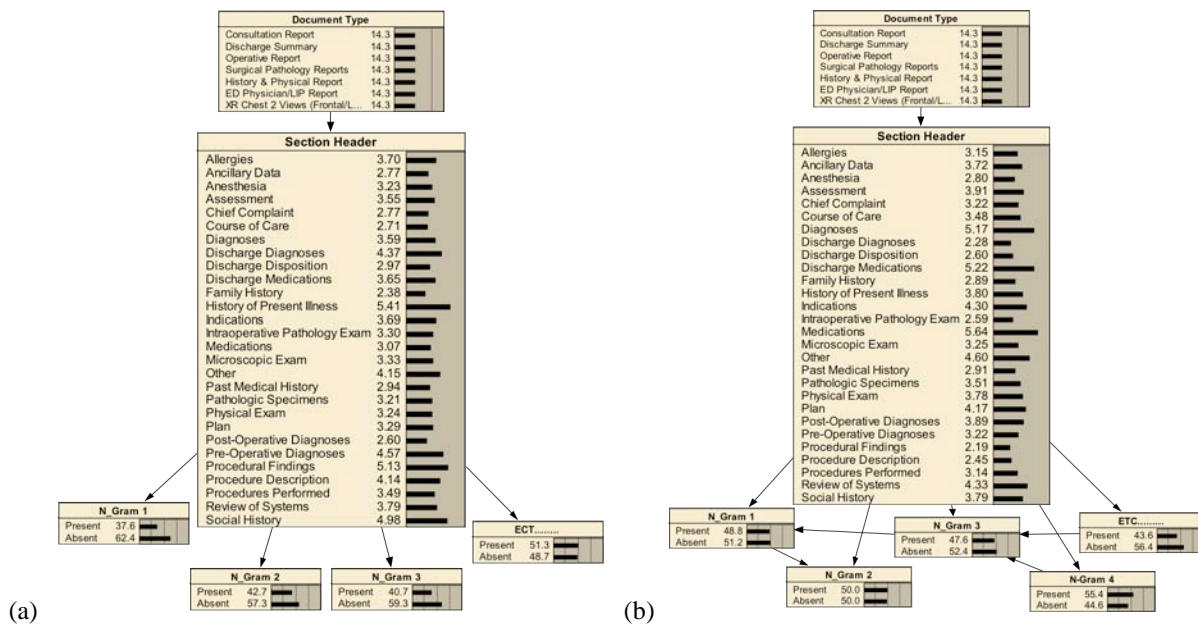 Document Type
Consultation Report 14.3
Discharge Summary 14.3
Operative Report 14.3
Surgical Pathology Reports 14.3
History & Physical Report 14.3
ED Physician/LIP Report 14.3
XR Chest 2 Views (Frontal/L... 14.3
Section Header
Allergies 3.70
Ancillary Data 2.77
Anesthesia 3.23
Assessment 3.55
Chief Complaint 2.77
Course of Care 2.71
Diagnoses 3.59
Discharge Diagnoses 4.37
Discharge Disposition 2.97
Discharge Medications 3.65
Family History 2.38
History of Present Illness 5.41
Indications 3.69
Intraoperative Pathology Exam 3.30
Medications 3.07
Microscopic Exam 3.33
Other 4.15
Past Medical History 2.94
Pathologic Specimens 3.21
Physical Exam 3.24
Plan 3.29
Post-Operative Diagnoses 2.60
Pre-Operative Diagnoses 4.57
Procedural Findings 5.13
Procedure Description 4.14
Procedures Performed 3.49
Review of Systems 3.79
Social History 4.98
N_Gram 1
Present 37.6
Absent 62.4
ECT.........
Present 51.3
Absent 48.7
N_Gram 2
Present 42.7
Absent 57.3
N_Gram 3
Present 40.7
Absent 59.3
(a)
Document Type
Consultation Report 14.3
Discharge Summary 14.3
Operative Report 14.3
Surgical Pathology Reports 14.3
History & Physical Report 14.3
ED Physician/LIP Report 14.3
XR Chest 2 Views (Frontal/L... 14.3
Section Header
Allergies 3.15
Ancillary Data 3.72
Anesthesia 2.80
Assessment 3.91
Chief Complaint 3.22
Course of Care 3.48
Diagnoses 5.17
Discharge Diagnoses 2.28
Discharge Disposition 2.60
Discharge Medications 5.22
Family History 2.89
History of Present Illness 3.80
Indications 4.30
Intraoperative Pathology Exam 2.59
Medications 5.64
Microscopic Exam 3.25
Other 4.60
Past Medical History 2.91
Pathologic Specimens 3.51
Physical Exam 3.78
Plan 4.17
Post-Operative Diagnoses 3.89
Pre-Operative Diagnoses 3.22
Procedural Findings 2.19
Procedure Description 2.45
Procedures Performed 3.14
Review of Systems 4.33
Social History 3.79
N_Gram 1
Present 48.8
Absent 51.2
N_Gram 3
Present 47.6
Absent 52.4
ETC.........
Present 43.6
Absent 56.4
N_Gram 2
Present 50.0
Absent 50.0
N-Gram 4
Present 55.4
Absent 44.6
(b)